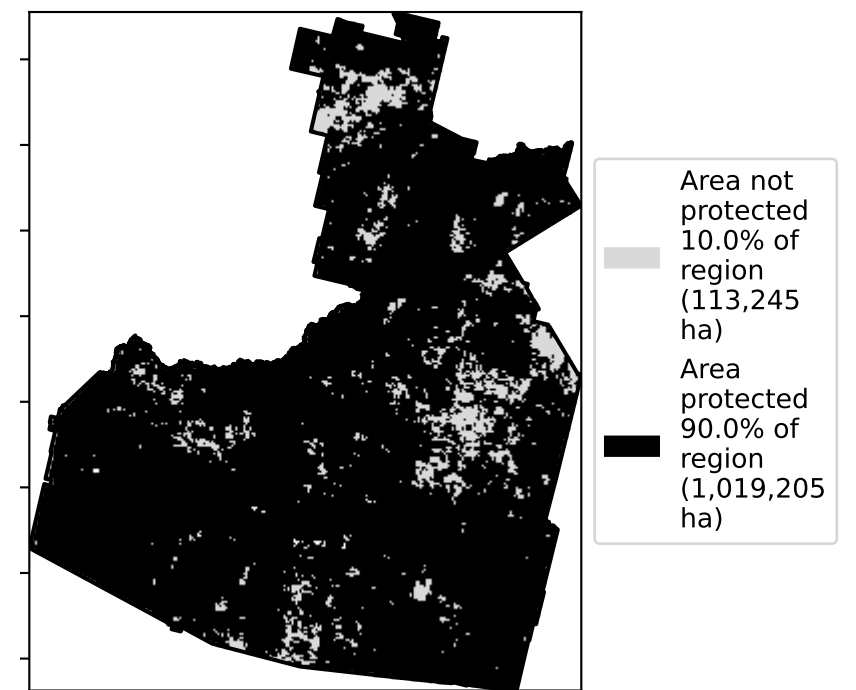 Area not
protected
10.0% of
region
(113,245
ha)
Area
protected
90.0% of
region
(1,019,205
ha)